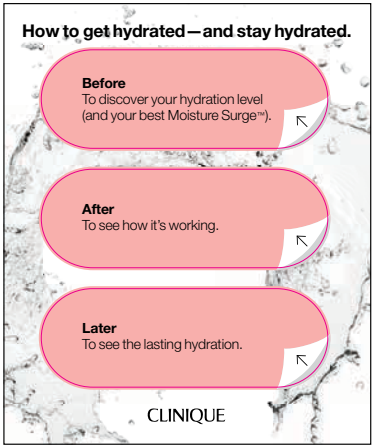 How to get hydrated—and stay hydrated.
Before
To discover your hydration level
(and your best Moisture Surge™).
After
To see how it's working.
Later
To see the lasting hydration.
CLINIQUE